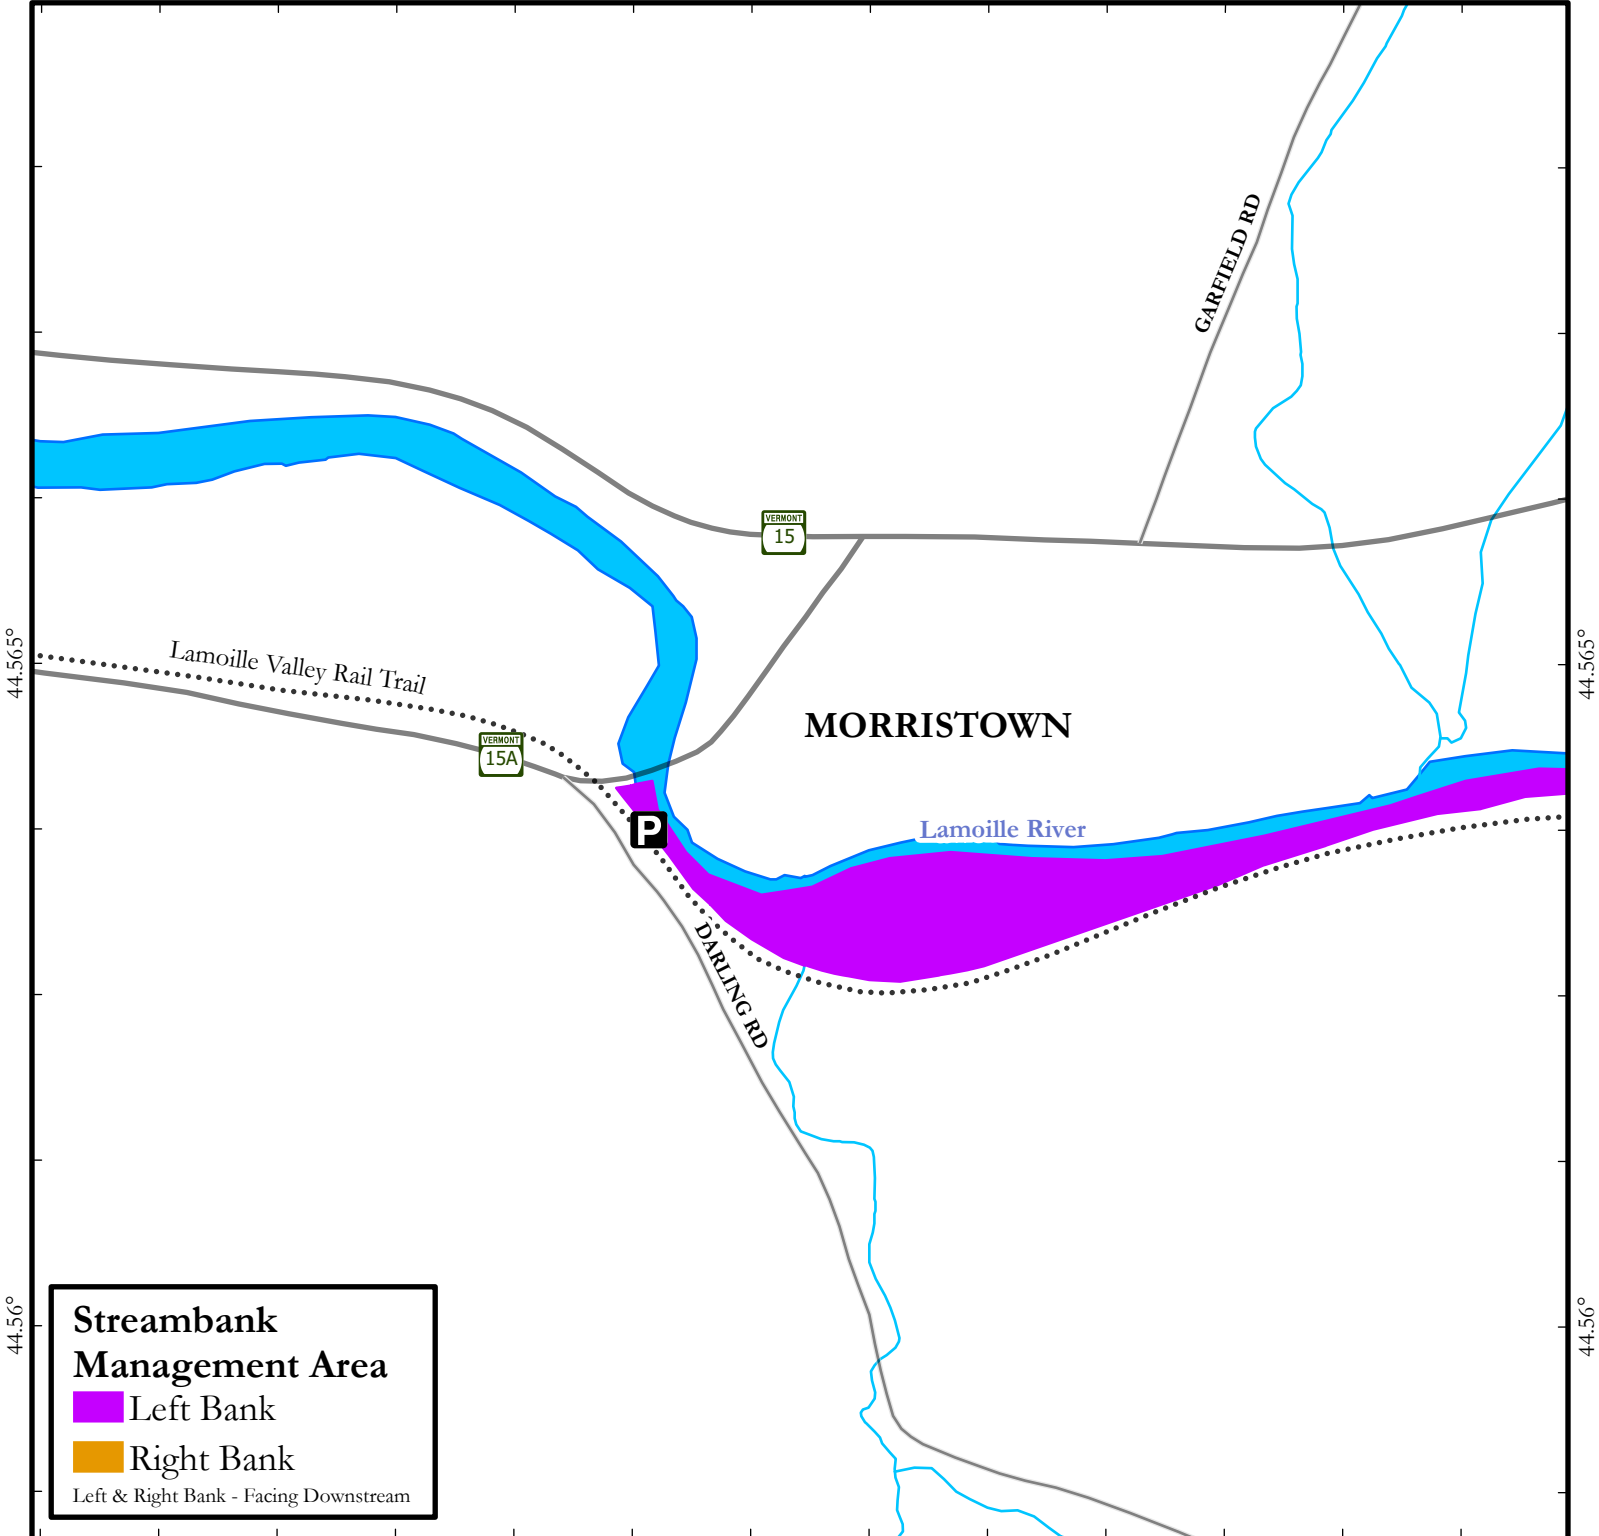 GARFIELD RD
VERMONT
15
44.565°
44.565°
Lamoille Valley Rail Trail
MORRISTOWN
VERMONT
15A
P
Lamoille River
DARLING RD
44.56°
44.56°
Streambank
Management Area
Left Bank
Right Bank
Left & Right Bank - Facing Downstream